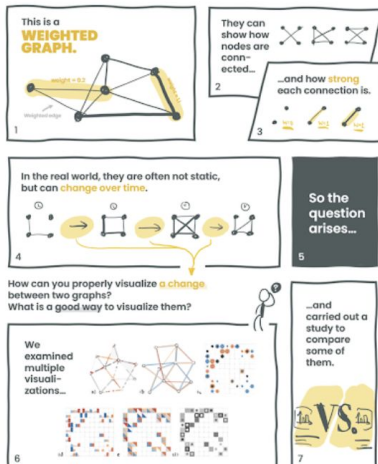 This is a
WEIGHTED
GRAPH.
weight = 0.2
Weighted edge
1
They can
show how
nodes are
conn-
ected...
2
...and how strong
each connection is.
3
In the real world, they are often not static,
but can change over time.
4
So the
question
arises...
5
How can you properly visualize a change
between two graphs?
What is a good way to visualize them?
?
We
examined
multiple
visuali-
zations...
6
...and
carried out a
study to
compare
some of
them.
VS.
7